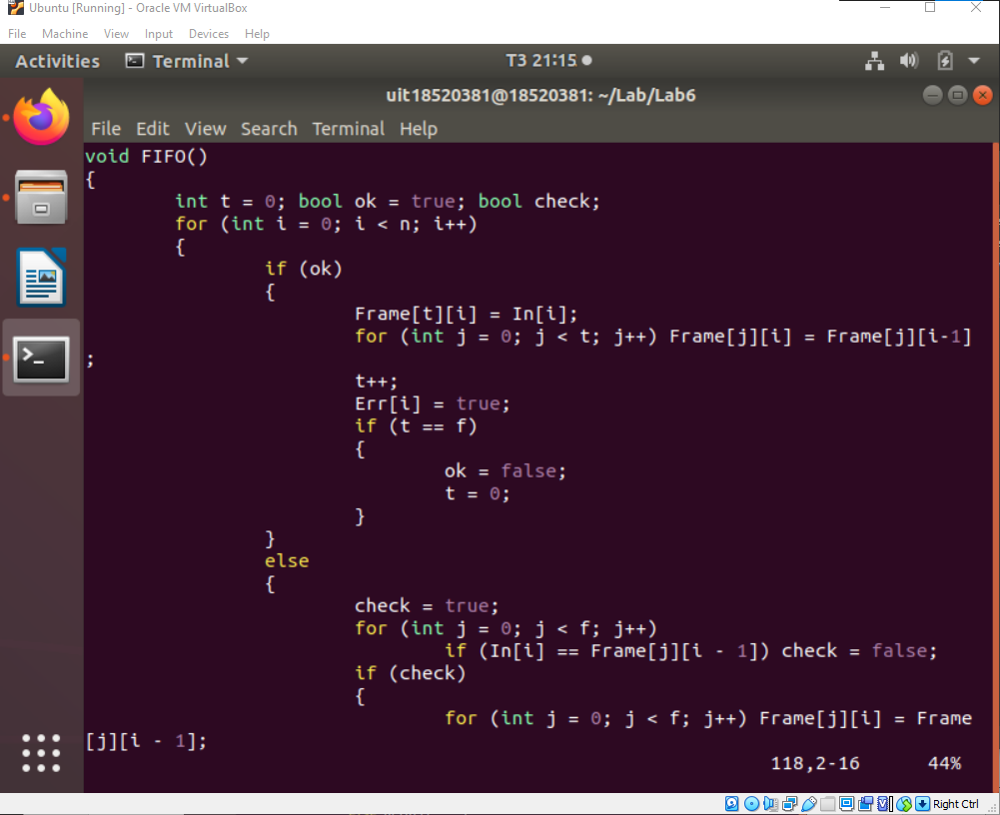 Ubuntu [Running] - Oracle VM VirtualBox
File Machine View Input Devices Help
Activities Terminal T3 21:15
uit18520381@18520381: ~/Lab/Lab6
File Edit View Search Terminal Help
void FIFO()
{
int t = 0; bool ok = true; bool check;
for (int i = 0; i < n; i++)
{
if (ok)
{
Frame[t][i] = In[i];
for (int j = 0; j < t; j++) Frame[j][i] = Frame[j][i-1]
;
t++;
Err[i] = true;
if (t == f)
{
ok = false;
t = 0;
}
}
else
{
check = true;
for (int j = 0; j < f; j++)
if (In[i] == Frame[j][i - 1]) check = false;
if (check)
{
for (int j = 0; j < f; j++) Frame[j][i] = Frame
[j][i - 1];
118,2-16 44%
Right Ctrl